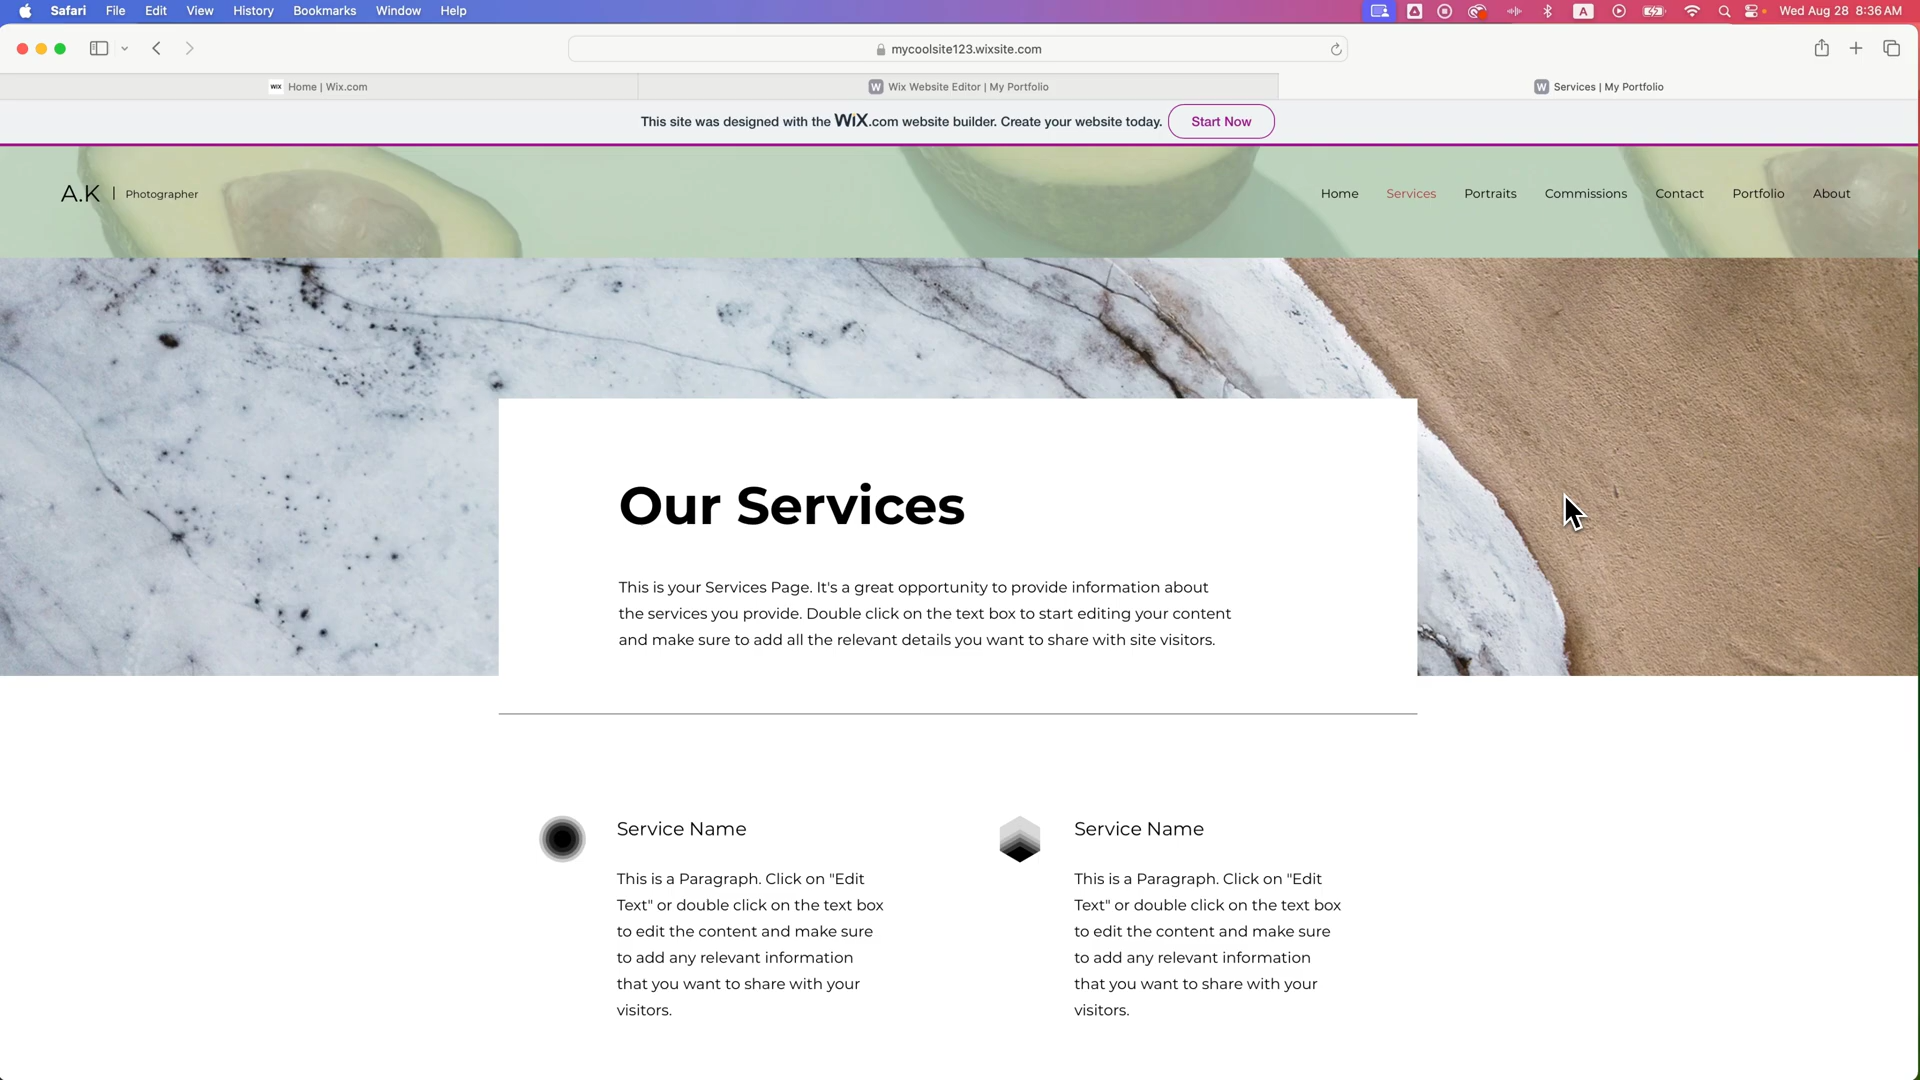 Safari File Edit View History Bookmarks Window Help A Wed Aug 28 8:36 AM
mycoolsite123.wixsite.com
WIX Home | Wix.com W Wix Website Editor | My Portfolio W Services | My Portfolio
This site was designed with the WiX.com website builder. Create your website today. Start Now
A.K | Photographer Home Services Portraits Commissions Contact Portfolio About
Our Services
This is your Services Page. It's a great opportunity to provide information about
the services you provide. Double click on the text box to start editing your content
and make sure to add all the relevant details you want to share with site visitors.
Service Name
This is a Paragraph. Click on "Edit
Text" or double click on the text box
to edit the content and make sure
to add any relevant information
that you want to share with your
visitors.
Service Name
This is a Paragraph. Click on "Edit
Text" or double click on the text box
to edit the content and make sure
to add any relevant information
that you want to share with your
visitors.